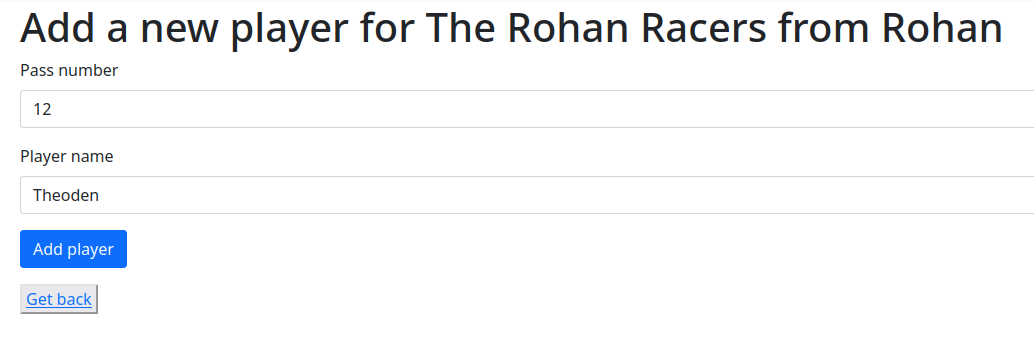 Add a new player for The Rohan Racers from Rohan
Pass number
12
Player name
Theoden
Add player
Get back